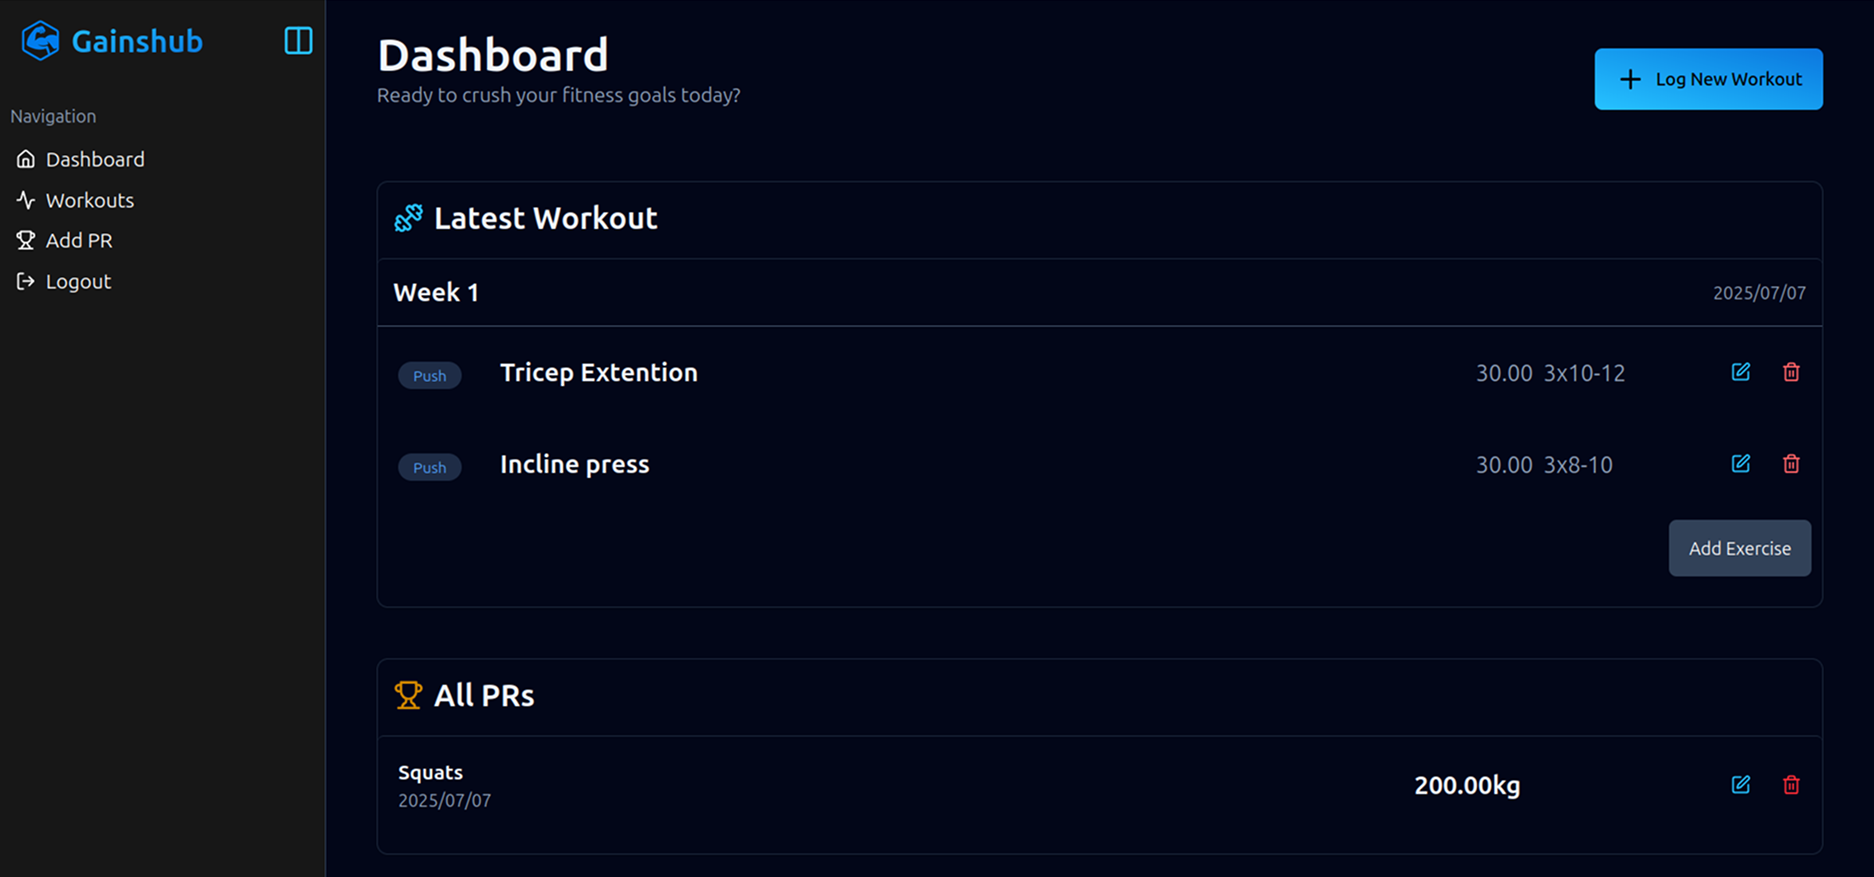 Gainshub
Navigation
Dashboard
Workouts
Add PR
Logout
Dashboard
Ready to crush your fitness goals today?
Log New Workout
Latest Workout
Week 1 2025/07/07
Push Tricep Extention 30.00 3x10-12
Push Incline press 30.00 3x8-10
Add Exercise
All PRs
Squats 200.00kg
2025/07/07